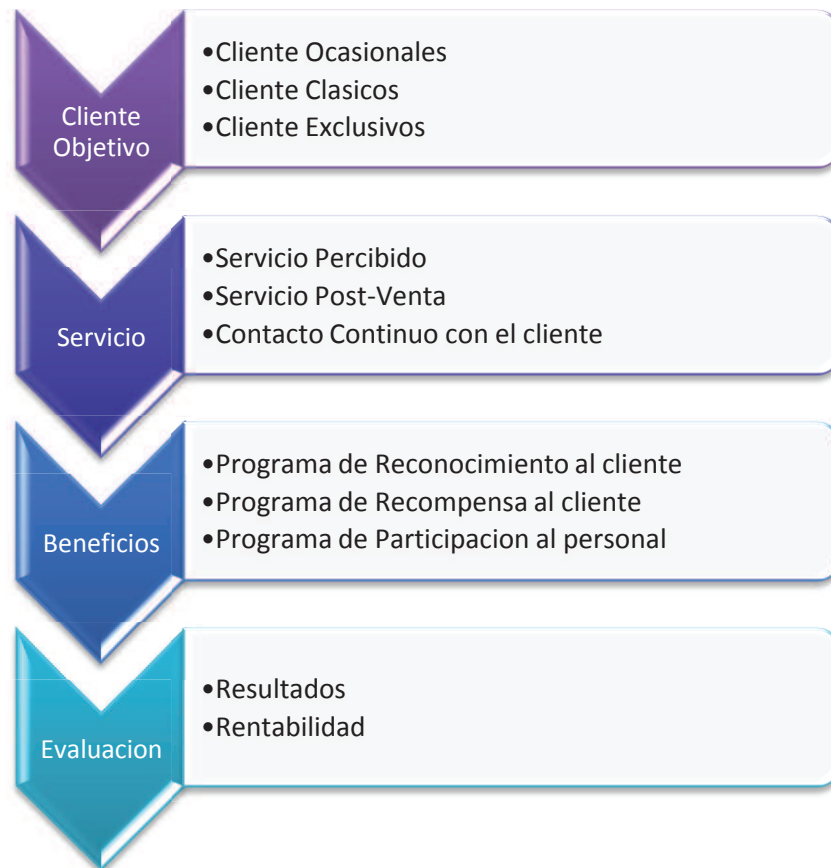 Cliente
Objetivo
•Cliente Ocasionales
•Cliente Clasicos
•Cliente Exclusivos
Servicio
•Servicio Percibido
•Servicio Post-Venta
•Contacto Continuo con el cliente
Beneficios
•Programa de Reconocimiento al cliente
•Programa de Recompensa al cliente
•Programa de Participacion al personal
Evaluacion
•Resultados
•Rentabilidad